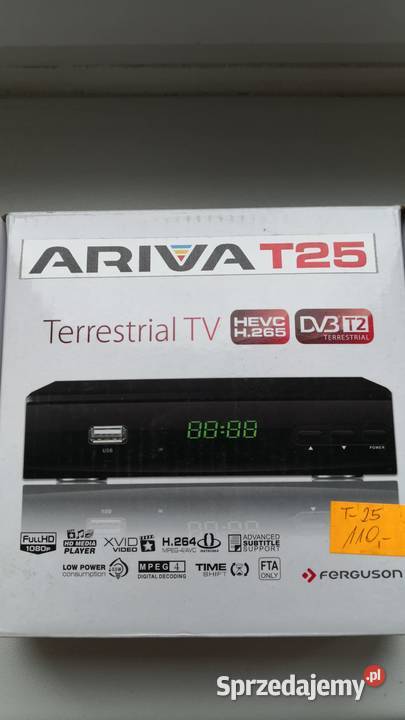 ARIVA T25
Terrestrial TV HEVC H.265 DVB T2 TERRESTRIAL
88:88
USB
POWER
T-25
110,-
FULL HD 1080p
HD MEDIA PLAYER
XVID VIDEO
H.264 MPEG-4/AVC
ADVANCED SUBTITLE SUPPORT
LOW POWER consumption
MPEG 4 DIGITAL DECODING
TIME SHIFT
FTA ONLY
FERGUSON
Sprzedajemy.pl